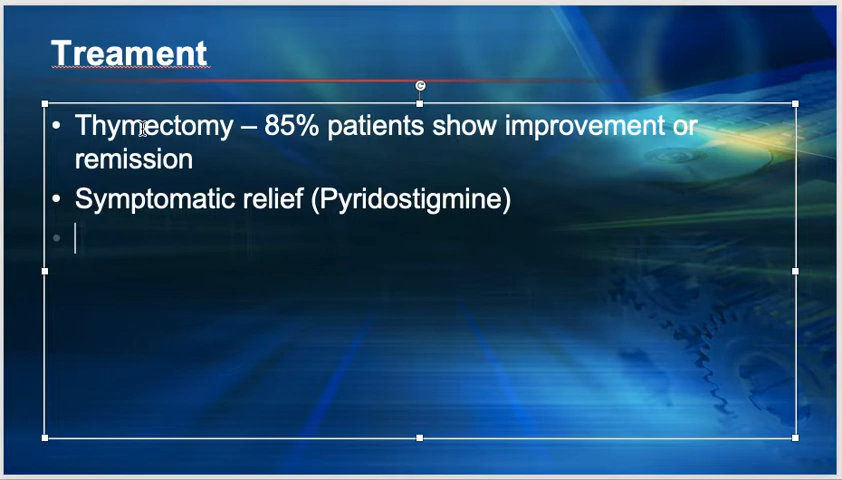 Treament
• Thymectomy – 85% patients show improvement or
remission
• Symptomatic relief (Pyridostigmine)
•